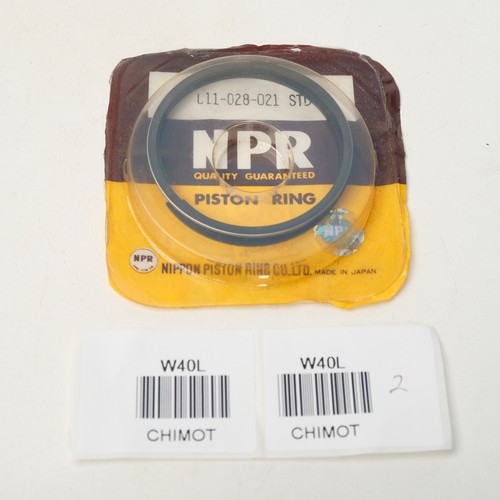 L11-028-021 STD
NPR
QUALITY GUARANTEED
PISTON RING
NPR
NPR
NIPPON PISTON RING CO., LTD. MADE IN JAPAN
W40L
CHIMOT
W40L
CHIMOT
2